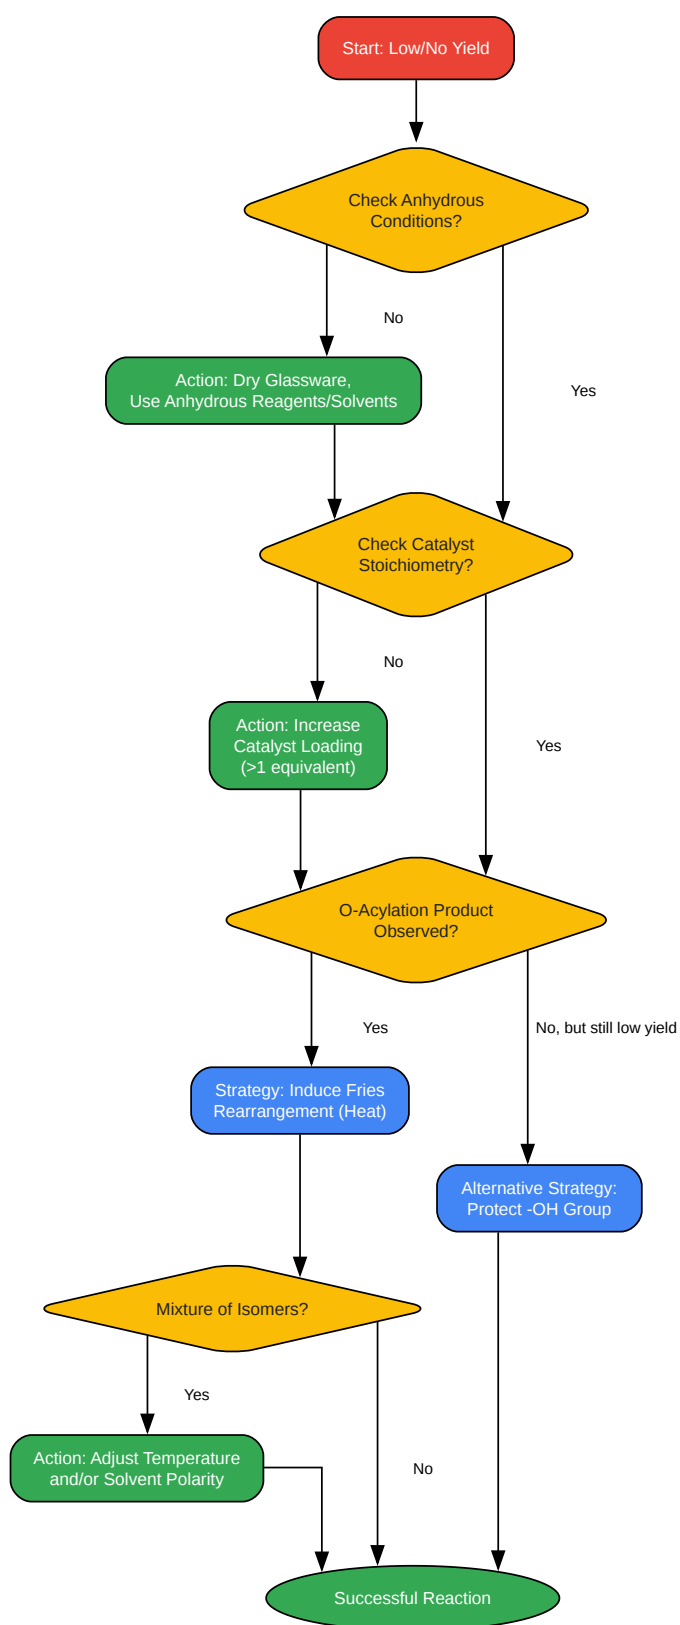 Start: Low/No Yield
Check Anhydrous
Conditions?
No
Yes
Action: Dry Glassware,
Use Anhydrous Reagents/Solvents
Check Catalyst
Stoichiometry?
No
Yes
Action: Increase
Catalyst Loading
(>1 equivalent)
O-Acylation Product
Observed?
Yes
No, but still low yield
Strategy: Induce Fries
Rearrangement (Heat)
Alternative Strategy:
Protect -OH Group
Mixture of Isomers?
Yes
No
Action: Adjust Temperature
and/or Solvent Polarity
Successful Reaction